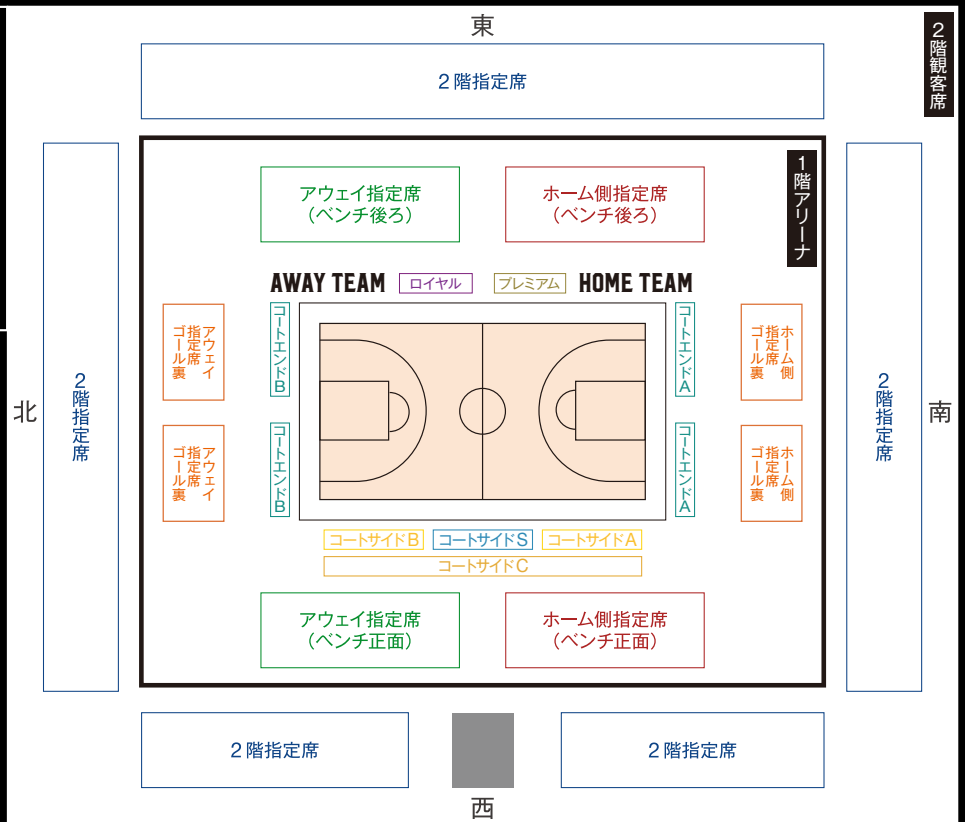 東
2階観客席
2階指定席
1階アリーナ
アウェイ指定席
（ベンチ後ろ）
ホーム側指定席
（ベンチ後ろ）
AWAY TEAM
ロイヤル
プレミアム
HOME TEAM
アウェイ
指定席
ゴール裏
コートエンドB
コートエンドA
ホーム側
指定席
ゴール裏
北
2階指定席
2階指定席
南
アウェイ
指定席
ゴール裏
コートエンドB
コートエンドA
ホーム側
指定席
ゴール裏
コートサイドB
コートサイドS
コートサイドA
コートサイドC
アウェイ指定席
（ベンチ正面）
ホーム側指定席
（ベンチ正面）
2階指定席
2階指定席
西